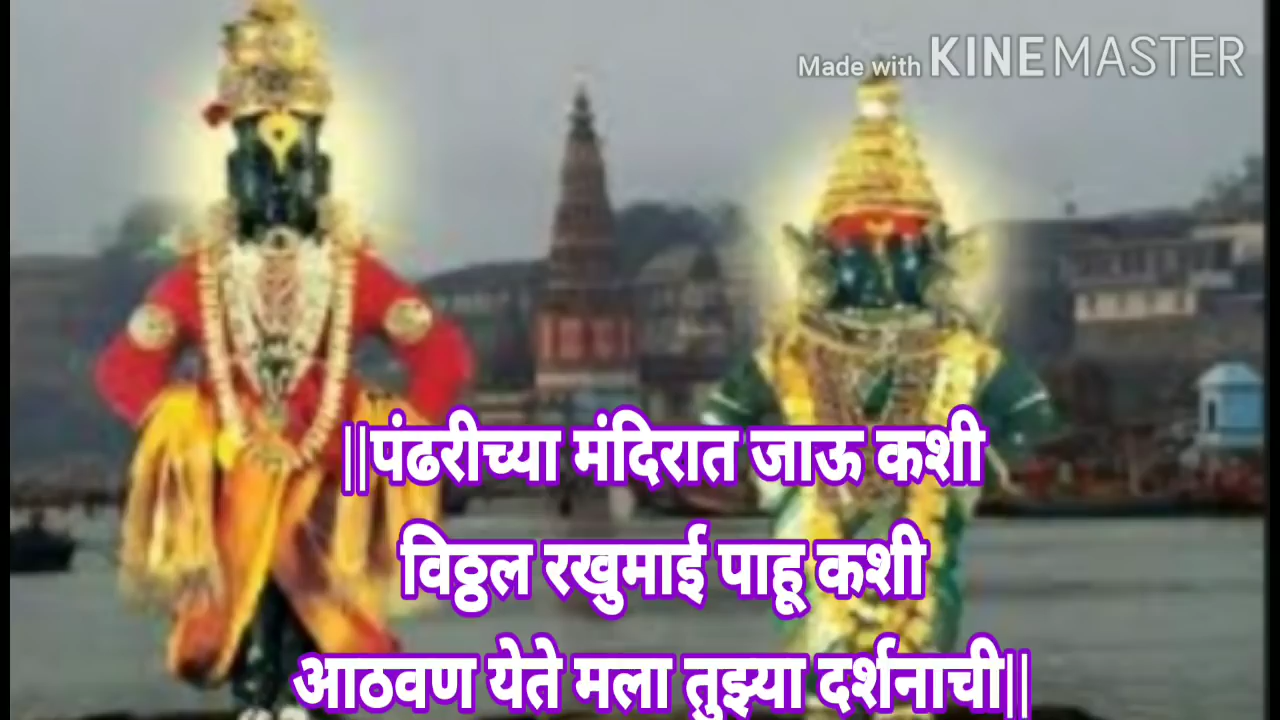 Made with KINEMASTER
||पंढरीच्या मंदिरात जाऊ कशी
विठ्ठल रखुमाई पाहू कशी
आठवण येते मला तुझ्या दर्शनाची||